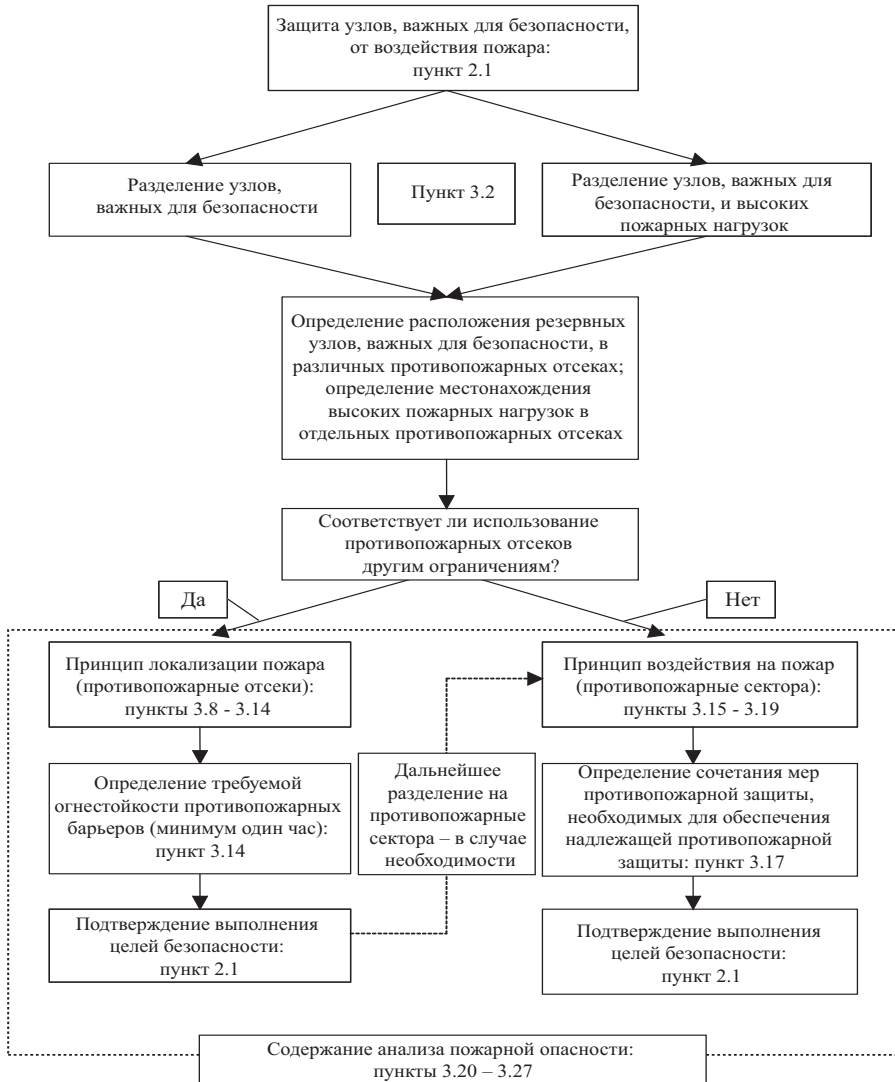 Защита узлов, важных для безопасности,
от воздействия пожара:
пункт 2.1
Разделение узлов,
важных для безопасности
Пункт 3.2
Разделение узлов, важных для
безопасности, и высоких
пожарных нагрузок
Определение расположения резервных
узлов, важных для безопасности, в
различных противопожарных отсеках;
определение местонахождения
высоких пожарных нагрузок в
отдельных противопожарных отсеках
Соответствует ли использование
противопожарных отсеков
другим ограничениям?
Да
Нет
Принцип локализации пожара
(противопожарные отсеки):
пункты 3.8 - 3.14
Принцип воздействия на пожар
(противопожарные сектора):
пункты 3.15 - 3.19
Определение требуемой
огнестойкости противопожарных
барьеров (минимум один час):
пункт 3.14
Дальнейшее
разделение на
противопожарные
сектора – в случае
необходимости
Определение сочетания мер
противопожарной защиты,
необходимых для обеспечения
надлежащей противопожарной
защиты: пункт 3.17
Подтверждение выполнения
целей безопасности:
пункт 2.1
Подтверждение выполнения
целей безопасности:
пункт 2.1
Содержание анализа пожарной опасности:
пункты 3.20 – 3.27